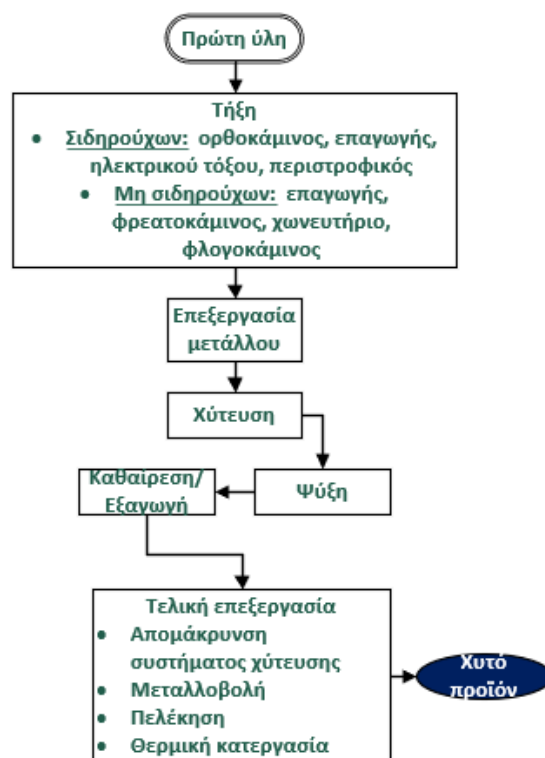 Πρώτη ύλη
Τήξη
• Σιδηρούχων: ορθοκάμινος, επαγωγής,
ηλεκτρικού τόξου, περιστροφικός
• Μη σιδηρούχων: επαγωγής,
φρεατοκάμινος, χωνευτήριο,
φλογοκάμινος
Επεξεργασία
μετάλλου
Χύτευση
Ψύξη
Καθαίρεση/
Εξαγωγή
Τελική επεξεργασία
• Απομάκρυνση
συστήματος χύτευσης
• Μεταλλοβολή
• Πελέκηση
• Θερμική κατεργασία
Χυτό
προϊόν